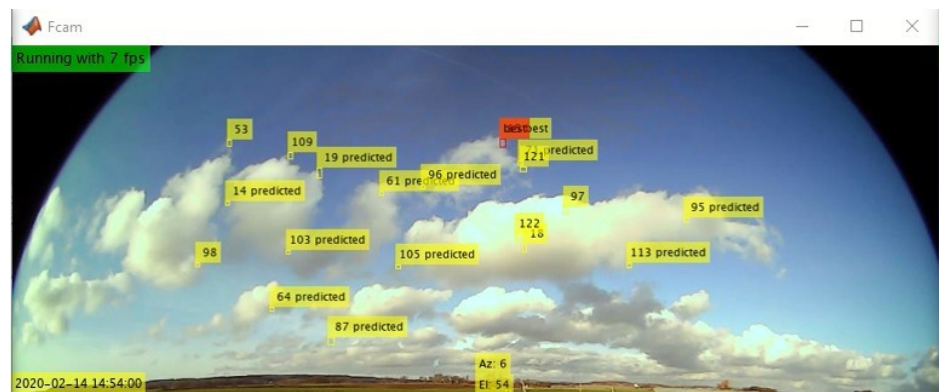 Fcam
Running with 7 fps
53
best
109
predicted
121
19 predicted
96 predicted
61
14 predicted
97
95 predicted
122
18
103 predicted
98
105 predicted
113 predicted
64 predicted
87 predicted
Az: 6
El: 54
2020-02-14 14:54:00